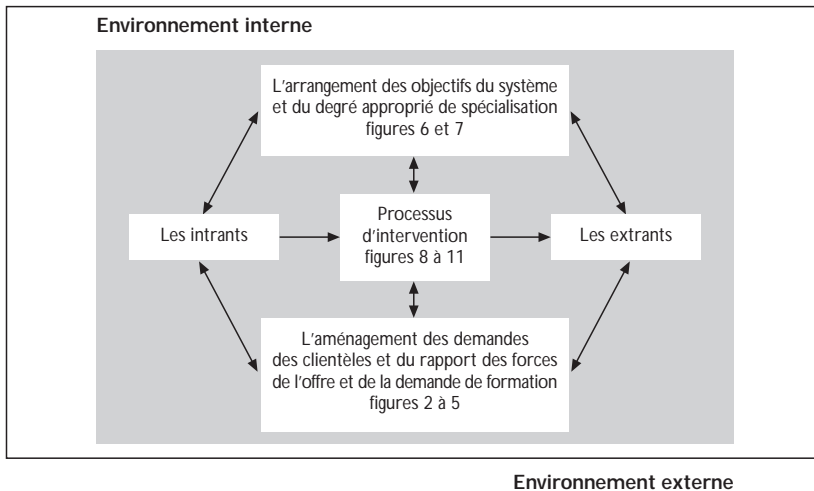 Environnement interne
L'arrangement des objectifs du système
et du degré approprié de spécialisation
figures 6 et 7
Les intrants
Processus
d'intervention
figures 8 à 11
Les extrants
L'aménagement des demandes
des clientèles et du rapport des forces
de l'offre et de la demande de formation
figures 2 à 5
Environnement externe